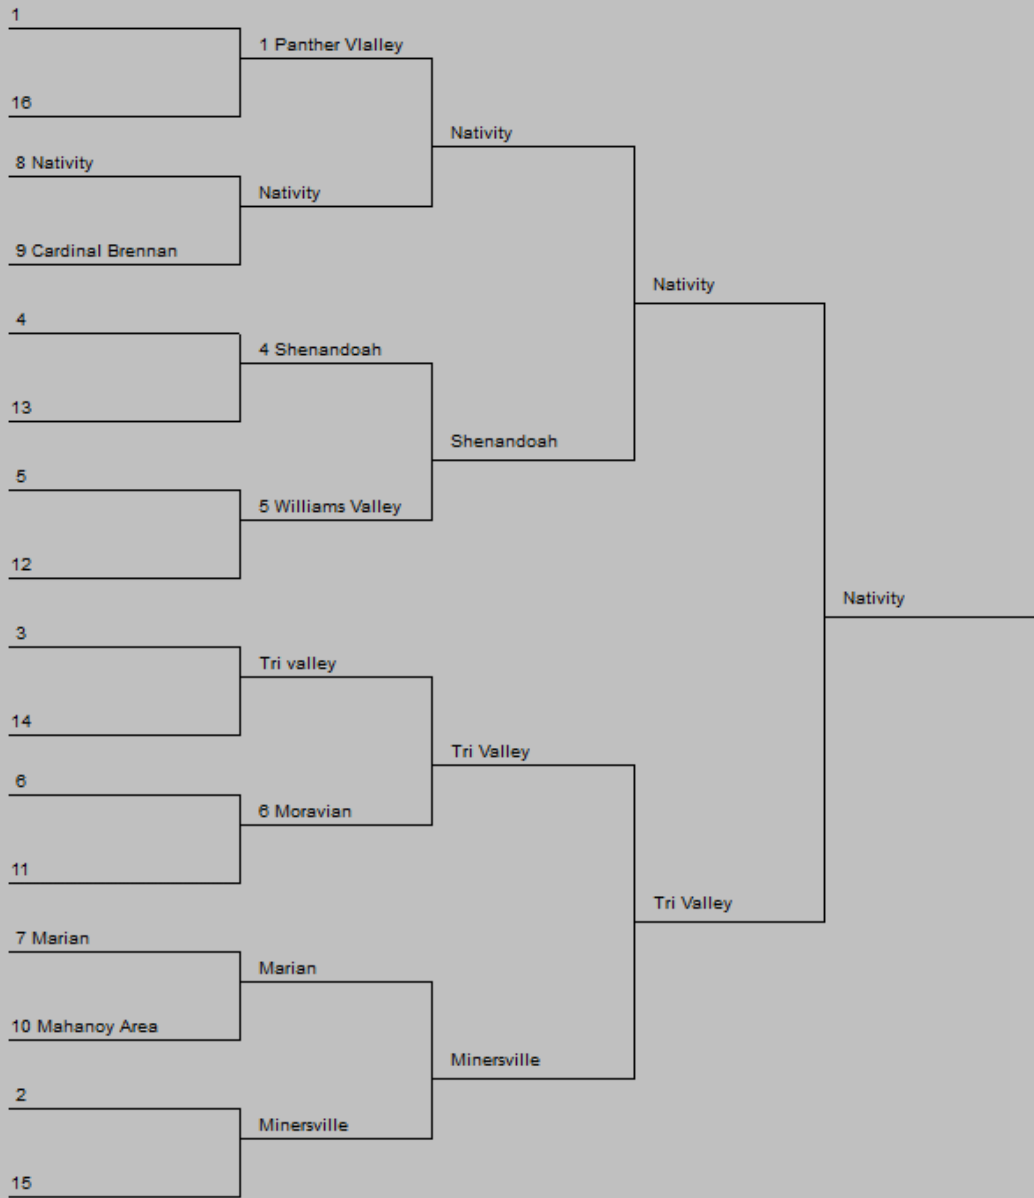 1
1 Panther Vlalley
16
Nativity
8 Nativity
Nativity
9 Cardinal Brennan
Nativity
4
4 Shenandoah
13
Shenandoah
5
5 Williams Valley
12
Nativity
3
Tri valley
14
Tri Valley
6
6 Moravian
11
Tri Valley
7 Marian
Marian
10 Mahanoy Area
Minersville
2
Minersville
15